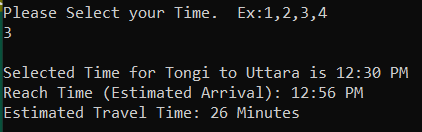 Please Select your Time.  Ex:1,2,3,4
3
Selected Time for Tongi to Uttara is 12:30 PM
Reach Time (Estimated Arrival): 12:56 PM
Estimated Travel Time: 26 Minutes